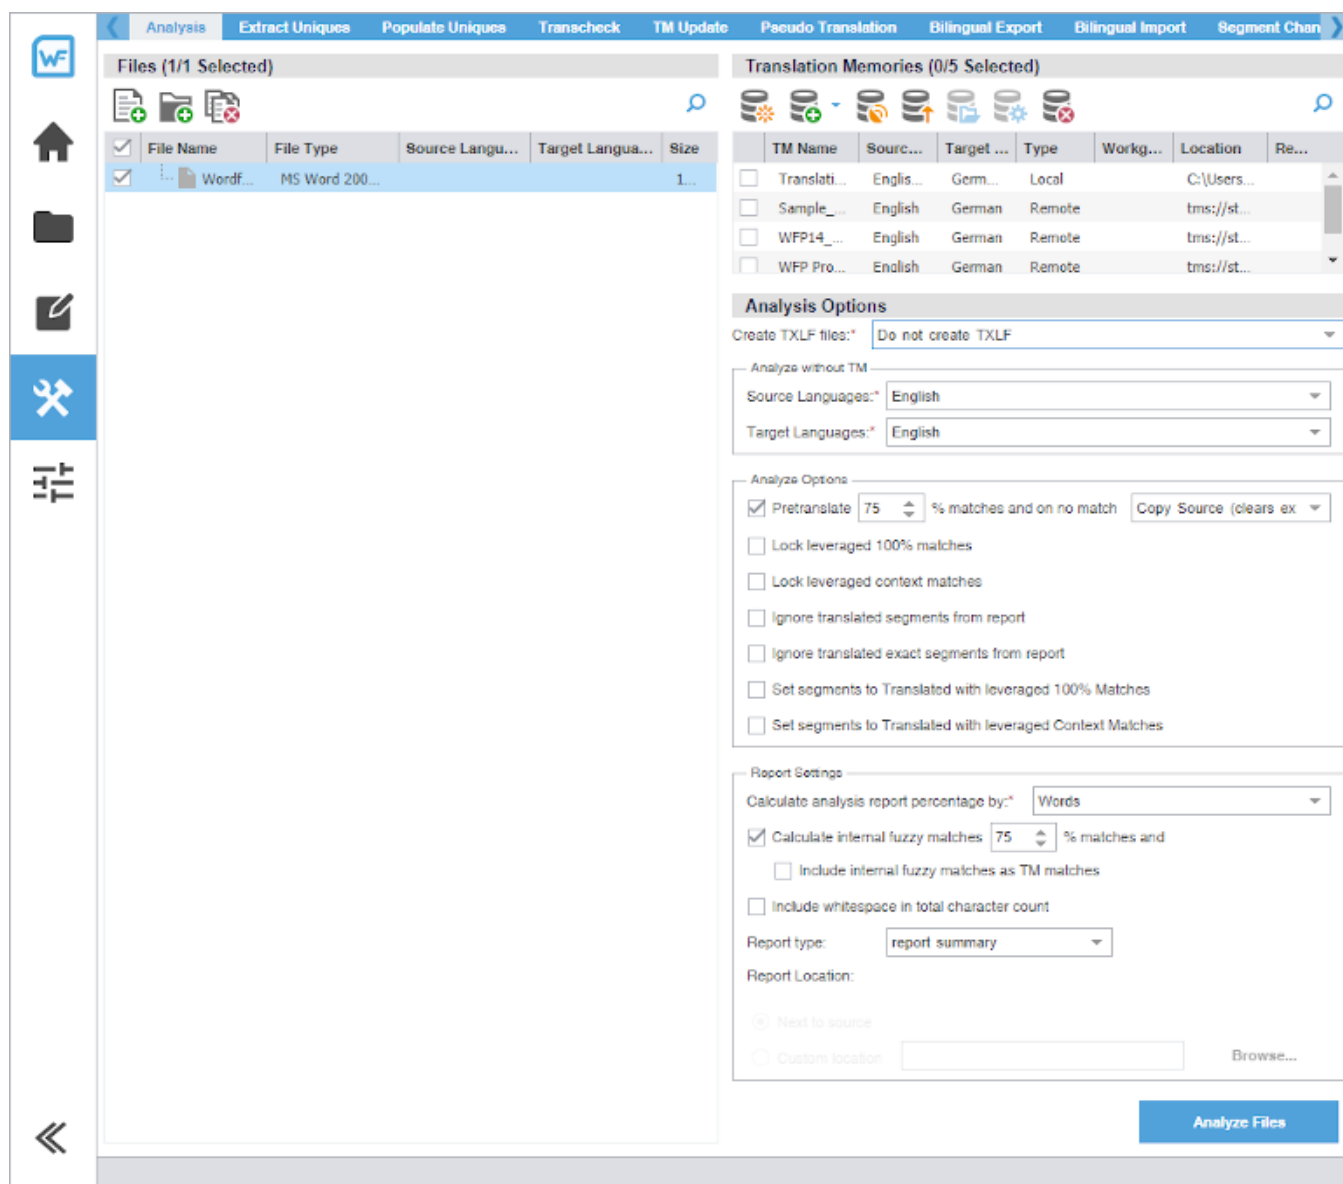 WF
Analysis Extract Uniques Populate Uniques Transcheck TM Update Pseudo Translation Bilingual Export Bilingual Import Segment Chan
Files (1/1 Selected)
File Name File Type Source Langu... Target Langua... Size
Wordf... MS Word 200... 1...
Translation Memories (0/5 Selected)
TM Name Sourc... Target ... Type Workg... Location Re...
Translati... Englis... Germ... Local C:\Users...
Sample_... English German Remote tms://st...
WFP14_... English German Remote tms://st...
WFP Pro... English German Remote tms://st...
Analysis Options
Create TXLF files:* Do not create TXLF
Analyze without TM
Source Languages:* English
Target Languages:* English
Analyze Options
Pretranslate 75 % matches and on no match Copy Source (clears ex
Lock leveraged 100% matches
Lock leveraged context matches
Ignore translated segments from report
Ignore translated exact segments from report
Set segments to Translated with leveraged 100% Matches
Set segments to Translated with leveraged Context Matches
Report Settings
Calculate analysis report percentage by:* Words
Calculate internal fuzzy matches 75 % matches and
Include internal fuzzy matches as TM matches
Include whitespace in total character count
Report type: report summary
Report Location:
Next to source
Custom location Browse...
Analyze Files